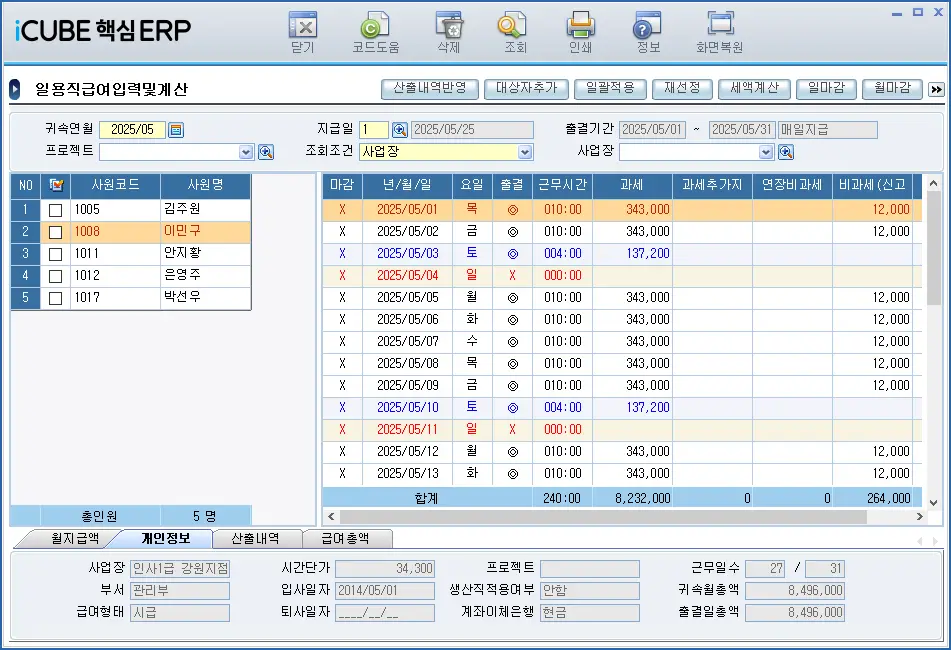 iCUBE 핵심ERP
닫기 코드도움 삭제 조회 인쇄 정보 화면복원
일용직급여입력및계산
산출내역반영 대상자추가 일괄적용 재선정 세액계산 일마감 월마감
귀속연월 2025/05 지급일 1 2025/05/25 출결기간 2025/05/01 ~ 2025/05/31 매일지급
프로젝트 조회조건 사업장 사업장
NO 사원코드 사원명
1 1005 김주원
2 1008 이민구
3 1011 안지황
4 1012 은영주
5 1017 박선우
총인원 5 명
마감 년/월/일 요일 출결 근무시간 과세 과세추가지 연장비과세 비과세(신고
X 2025/05/01 목 ◎ 010:00 343,000 12,000
X 2025/05/02 금 ◎ 010:00 343,000 12,000
X 2025/05/03 토 ◎ 004:00 137,200
X 2025/05/04 일 X 000:00
X 2025/05/05 월 ◎ 010:00 343,000 12,000
X 2025/05/06 화 ◎ 010:00 343,000 12,000
X 2025/05/07 수 ◎ 010:00 343,000 12,000
X 2025/05/08 목 ◎ 010:00 343,000 12,000
X 2025/05/09 금 ◎ 010:00 343,000 12,000
X 2025/05/10 토 ◎ 004:00 137,200
X 2025/05/11 일 X 000:00
X 2025/05/12 월 ◎ 010:00 343,000 12,000
X 2025/05/13 화 ◎ 010:00 343,000 12,000
합계 240:00 8,232,000 0 0 264,000
월지급액 개인정보 산출내역 급여총액
사업장 인사1급 강원지점 시간단가 34,300 프로젝트 근무일수 27 / 31
부서 관리부 입사일자 2014/05/01 생산직적용여부 안함 귀속월총액 8,496,000
급여형태 시급 퇴사일자 ____/__/__ 계좌이체은행 현금 출결일총액 8,496,000